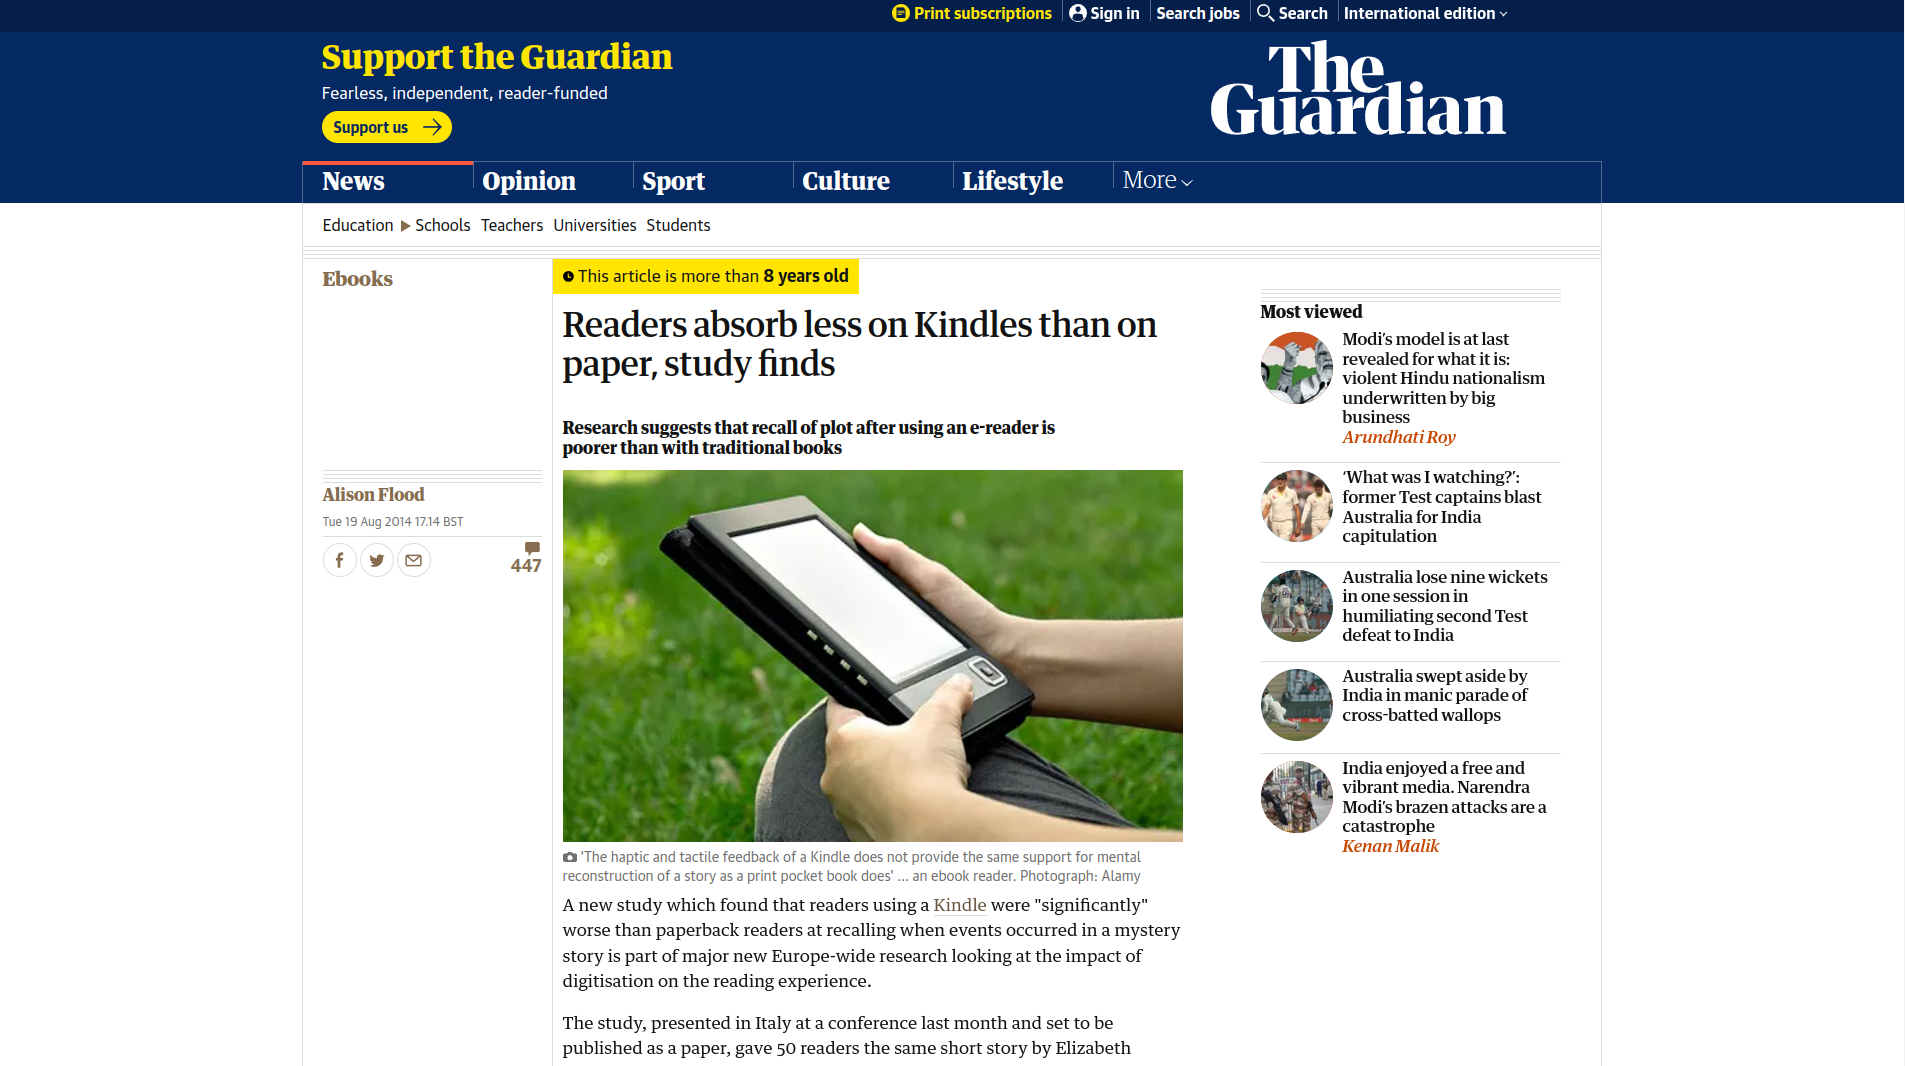 Print subscriptions
Sign in
Search jobs
Search
International edition
Support the Guardian
Fearless, independent, reader-funded
Support us
The
Guardian
News
Opinion
Sport
Culture
Lifestyle
More
Education
Schools
Teachers
Universities
Students
Ebooks
This article is more than 8 years old
Readers absorb less on Kindles than on
paper, study finds
Research suggests that recall of plot after using an e-reader is
poorer than with traditional books
Alison Flood
Tue 19 Aug 2014 17.14 BST
447
'The haptic and tactile feedback of a Kindle does not provide the same support for mental
reconstruction of a story as a print pocket book does' ... an ebook reader. Photograph: Alamy
A new study which found that readers using a Kindle were "significantly"
worse than paperback readers at recalling when events occurred in a mystery
story is part of major new Europe-wide research looking at the impact of
digitisation on the reading experience.
The study, presented in Italy at a conference last month and set to be
published as a paper, gave 50 readers the same short story by Elizabeth
Most viewed
Modi's model is at last
revealed for what it is:
violent Hindu nationalism
underwritten by big
business
Arundhati Roy
'What was I watching?':
former Test captains blast
Australia for India
capitulation
Australia lose nine wickets
in one session in
humiliating second Test
defeat to India
Australia swept aside by
India in manic parade of
cross-batted wallops
India enjoyed a free and
vibrant media. Narendra
Modi's brazen attacks are a
catastrophe
Kenan Malik